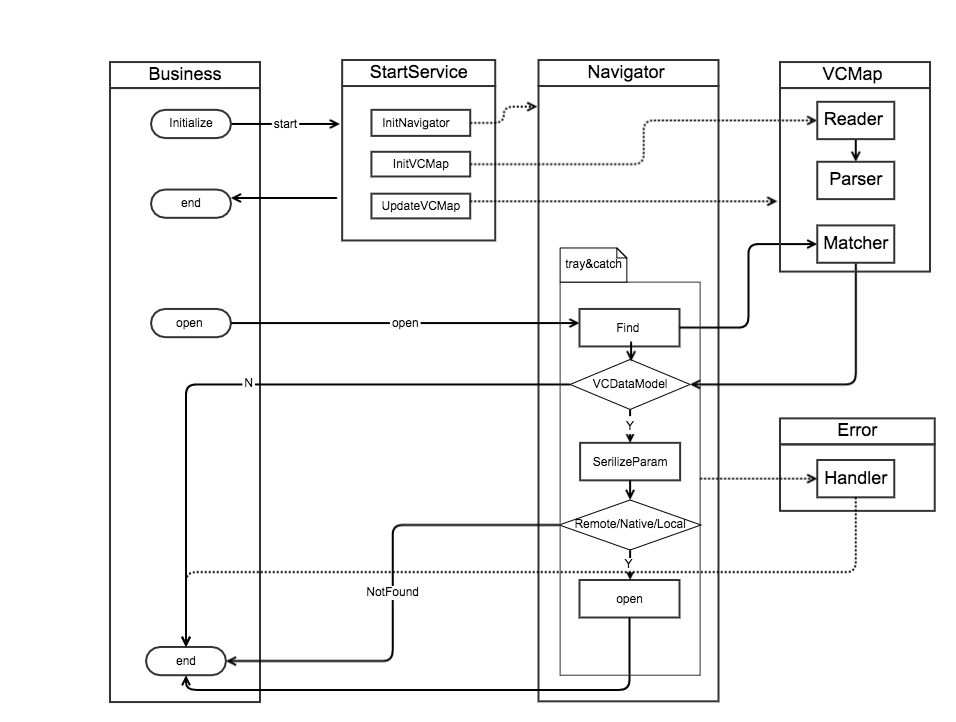 Business
StartService
Navigator
VCMap
Initialize
start
InitNavigator
Reader
InitVCMap
Parser
end
UpdateVCMap
Matcher
tray&catch
open
open
Find
N
VCDataModel
Y
Error
SerilizeParam
Handler
Remote/Native/Local
Y
NotFound
open
end